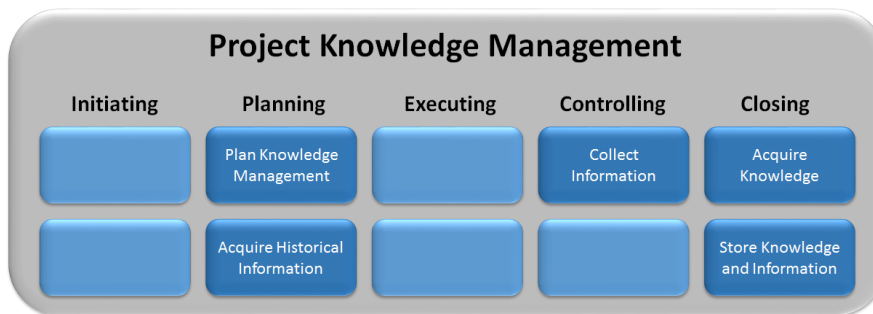 Project Knowledge Management
Initiating
Planning
Executing
Controlling
Closing
Plan Knowledge
Management
Collect
Information
Acquire
Knowledge
Acquire Historical
Information
Store Knowledge
and Information